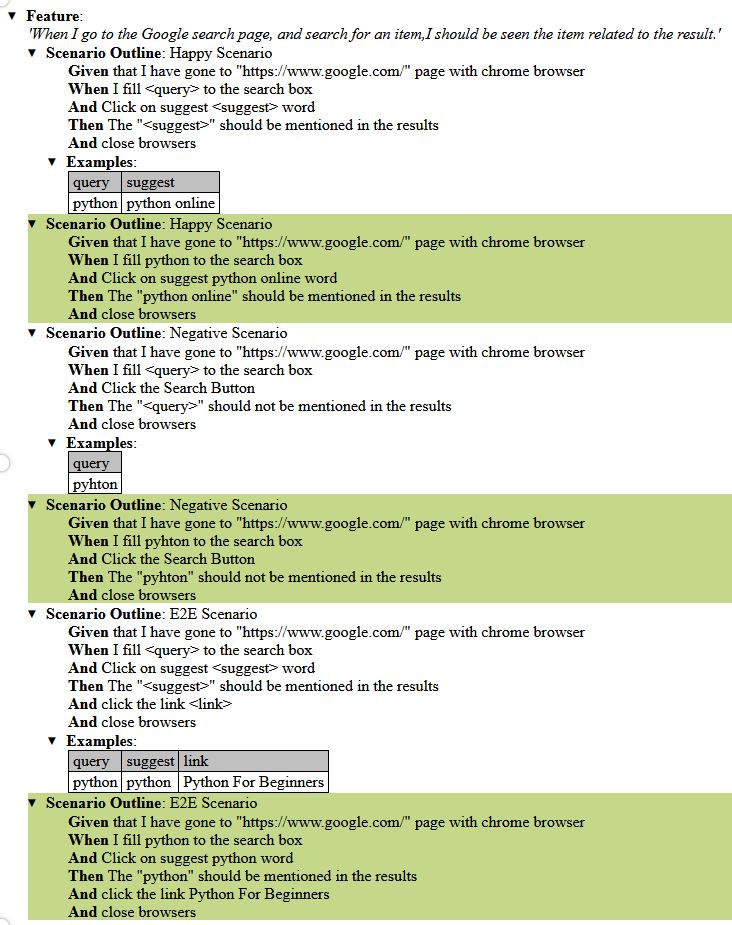 Feature:
'When I go to the Google search page, and search for an item,I should be seen the item related to the result.'
Scenario Outline: Happy Scenario
Given that I have gone to "https://www.google.com/" page with chrome browser
When I fill <query> to the search box
And Click on suggest <suggest> word
Then The "<suggest>" should be mentioned in the results
And close browsers
Examples:
query suggest
python python online
Scenario Outline: Happy Scenario
Given that I have gone to "https://www.google.com/" page with chrome browser
When I fill python to the search box
And Click on suggest python online word
Then The "python online" should be mentioned in the results
And close browsers
Scenario Outline: Negative Scenario
Given that I have gone to "https://www.google.com/" page with chrome browser
When I fill <query> to the search box
And Click the Search Button
Then The "<query>" should not be mentioned in the results
And close browsers
Examples:
query
pyhton
Scenario Outline: Negative Scenario
Given that I have gone to "https://www.google.com/" page with chrome browser
When I fill pyhton to the search box
And Click the Search Button
Then The "pyhton" should not be mentioned in the results
And close browsers
Scenario Outline: E2E Scenario
Given that I have gone to "https://www.google.com/" page with chrome browser
When I fill <query> to the search box
And Click on suggest <suggest> word
Then The "<suggest>" should be mentioned in the results
And click the link <link>
And close browsers
Examples:
query suggest link
python python Python For Beginners
Scenario Outline: E2E Scenario
Given that I have gone to "https://www.google.com/" page with chrome browser
When I fill python to the search box
And Click on suggest python word
Then The "python" should be mentioned in the results
And click the link Python For Beginners
And close browsers